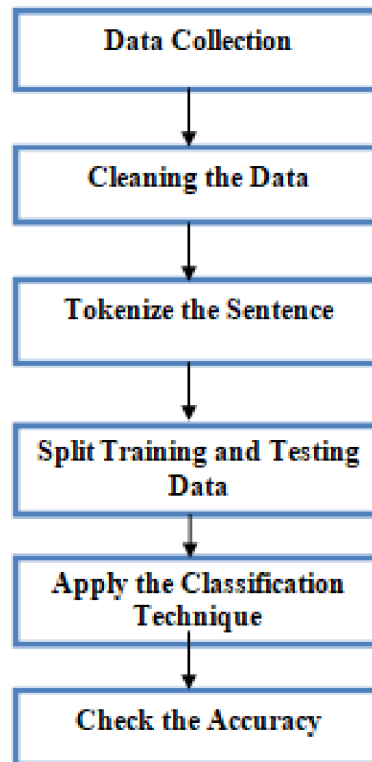 Data Collection
Cleaning the Data
Tokenize the Sentence
Split Training and Testing
Data
Apply the Classification
Technique
Check the Accuracy